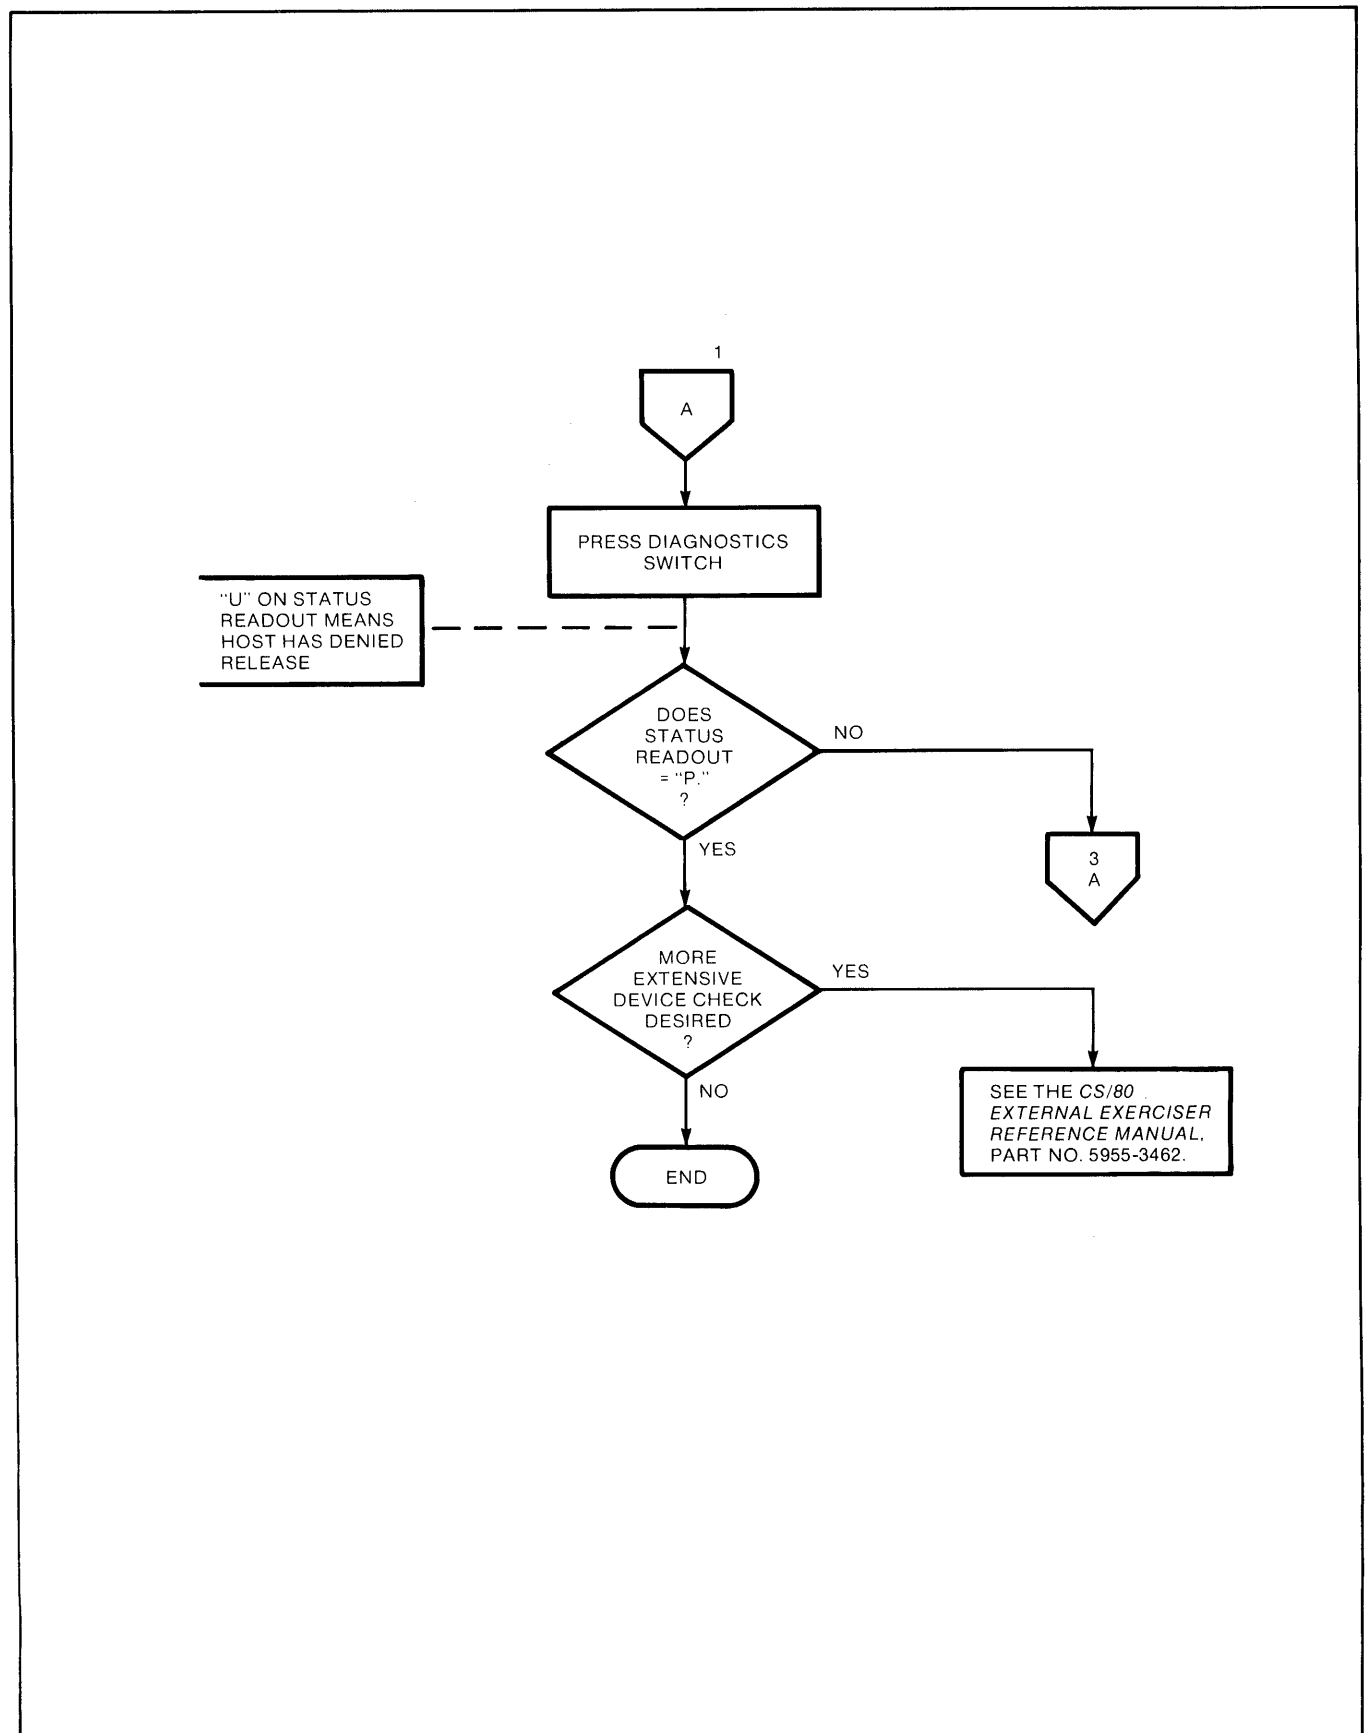 1
A
PRESS DIAGNOSTICS
SWITCH
"U" ON STATUS
READOUT MEANS
HOST HAS DENIED
RELEASE
DOES
STATUS
READOUT
= "P."
?
NO
YES
3
A
MORE
EXTENSIVE
DEVICE CHECK
DESIRED
?
YES
NO
SEE THE CS/80
EXTERNAL EXERCISER
REFERENCE MANUAL,
PART NO. 5955-3462.
END